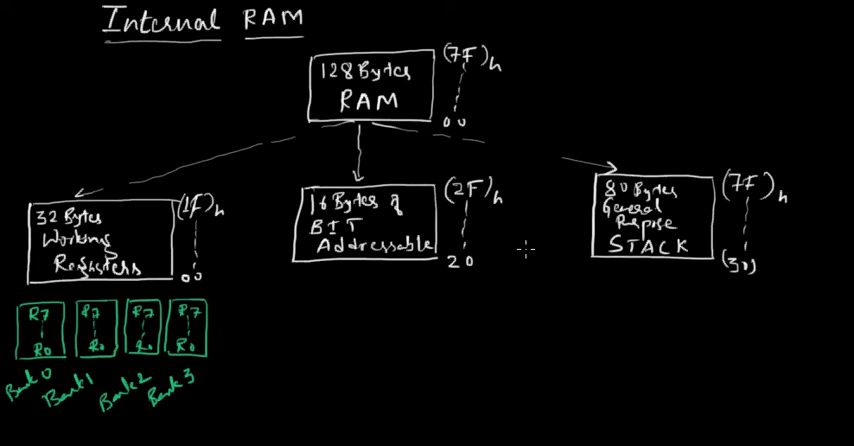 Internal RAM
128 Bytes
RAM
(7F)h
00
32 Bytes
Working
Registers
(1F)h
00
16 Bytes of
BIT
Addressable
(2F)h
20
80 Bytes
General
Repise
STACK
(7F)h
(30)
R7 R7 R7 R7
R0 R0 R0 R0
Bank 0 Bank 1 Bank 2 Bank 3